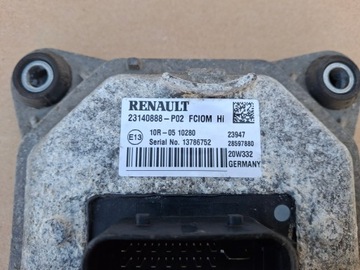 RENAULT
23140888-P02 FCIOM Hi
E13
10R-05 10280
23947
Serial No. 13786752
28597880
20W332
GERMANY